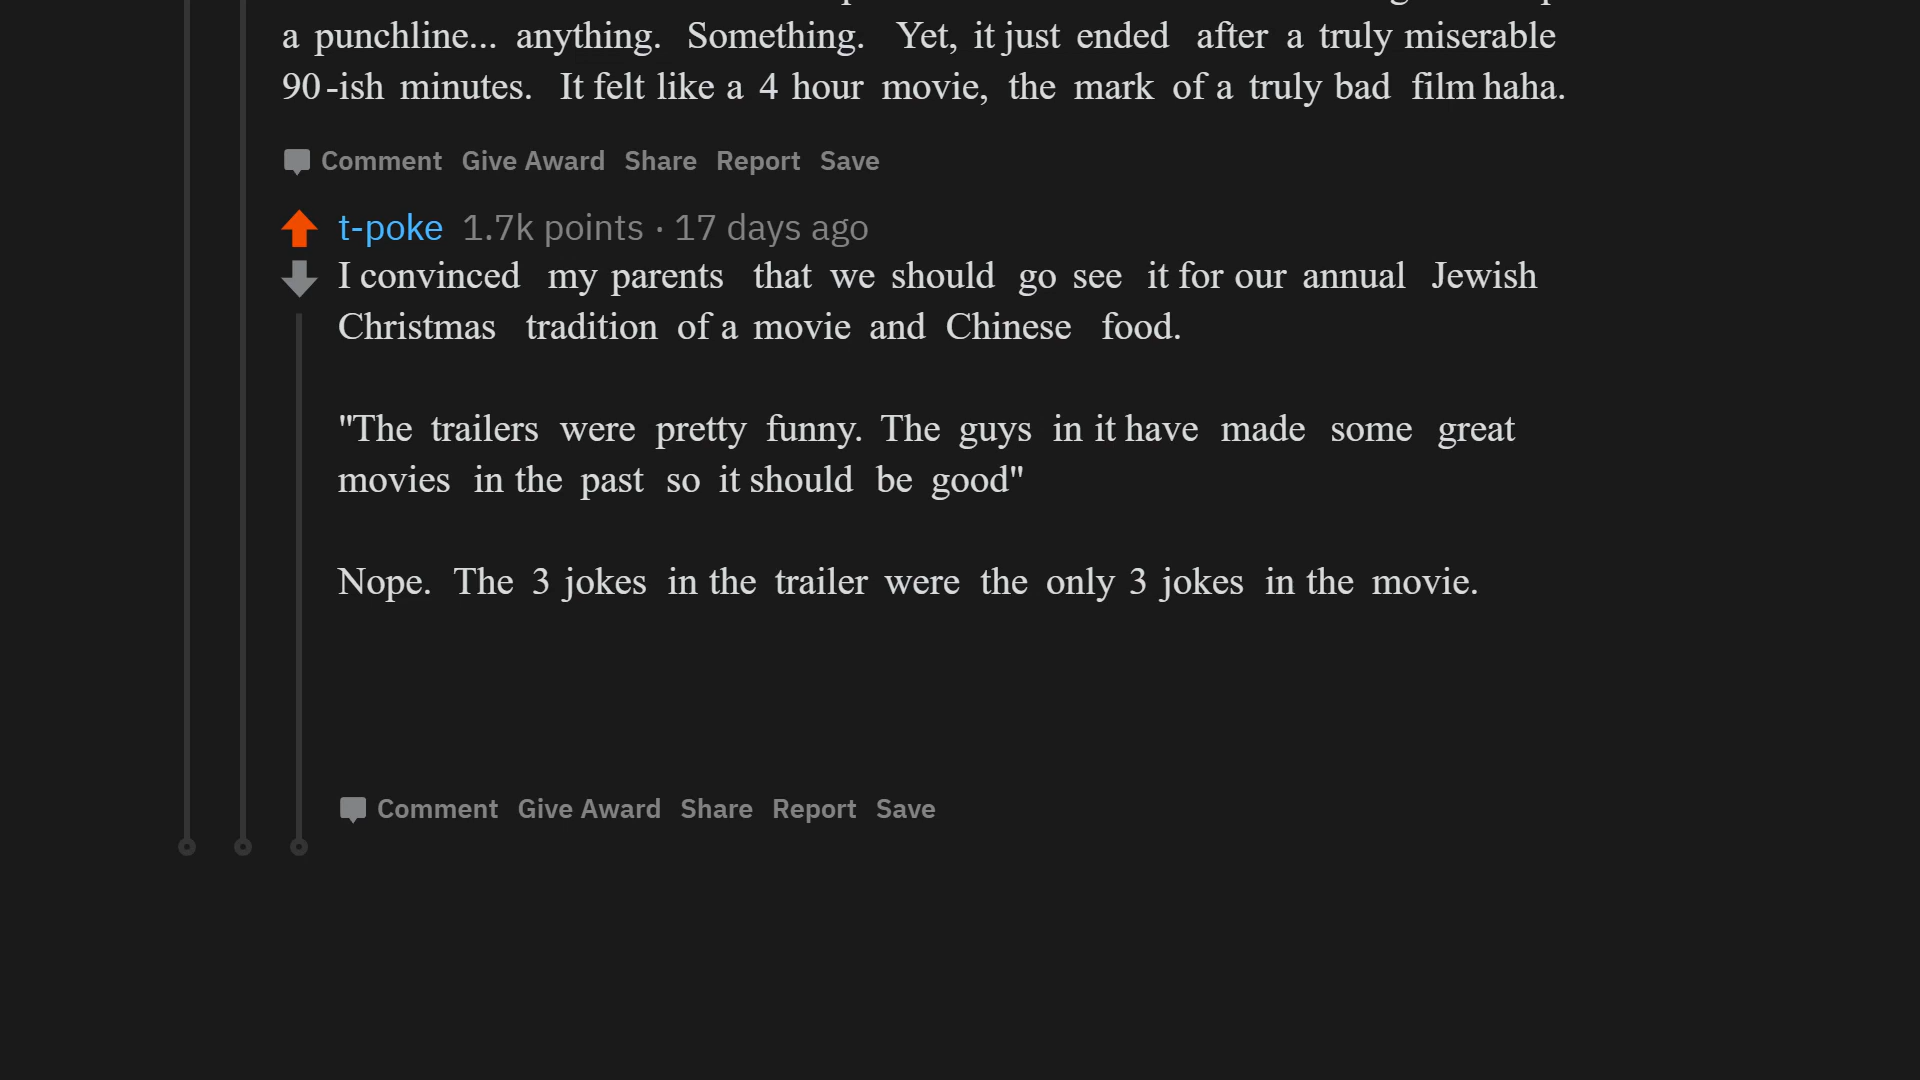 a punchline... anything. Something. Yet, it just ended after a truly miserable
90-ish minutes. It felt like a 4 hour movie, the mark of a truly bad film haha.
Comment Give Award Share Report Save
t-poke 1.7k points · 17 days ago
I convinced my parents that we should go see it for our annual Jewish
Christmas tradition of a movie and Chinese food.
"The trailers were pretty funny. The guys in it have made some great
movies in the past so it should be good"
Nope. The 3 jokes in the trailer were the only 3 jokes in the movie.
Comment Give Award Share Report Save